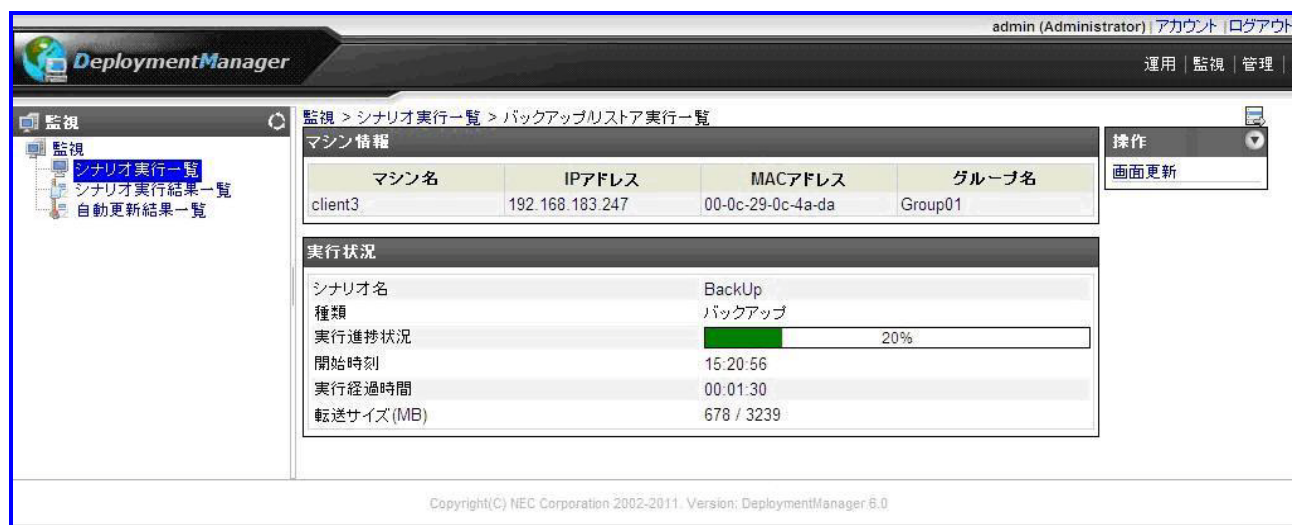 admin (Administrator) | アカウント | ログアウト
DeploymentManager
運用 | 監視 | 管理 |
監視
監視
シナリオ実行一覧
シナリオ実行結果一覧
自動更新結果一覧
監視 > シナリオ実行一覧 > バックアップ/リストア実行一覧
マシン情報
マシン名 IPアドレス MACアドレス グループ名
client3 192.168.183.247 00-0c-29-0c-4a-da Group01
実行状況
シナリオ名 BackUp
種類 バックアップ
実行進捗状況 20%
開始時刻 15:20:56
実行経過時間 00:01:30
転送サイズ(MB) 678 / 3239
操作
画面更新
Copyright(C) NEC Corporation 2002-2011. Version: DeploymentManager 6.0